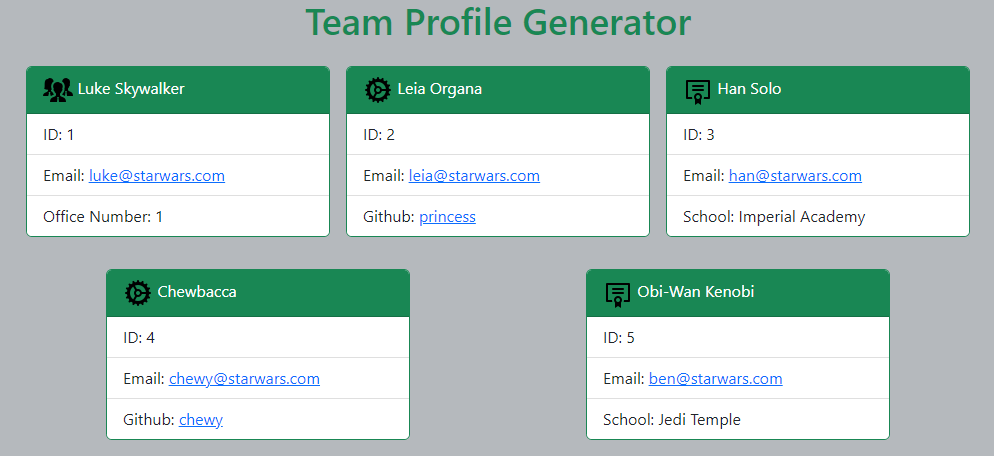 Team Profile Generator
Luke Skywalker
ID: 1
Email: luke@starwars.com
Office Number: 1
Leia Organa
ID: 2
Email: leia@starwars.com
Github: princess
Han Solo
ID: 3
Email: han@starwars.com
School: Imperial Academy
Chewbacca
ID: 4
Email: chewy@starwars.com
Github: chewy
Obi-Wan Kenobi
ID: 5
Email: ben@starwars.com
School: Jedi Temple